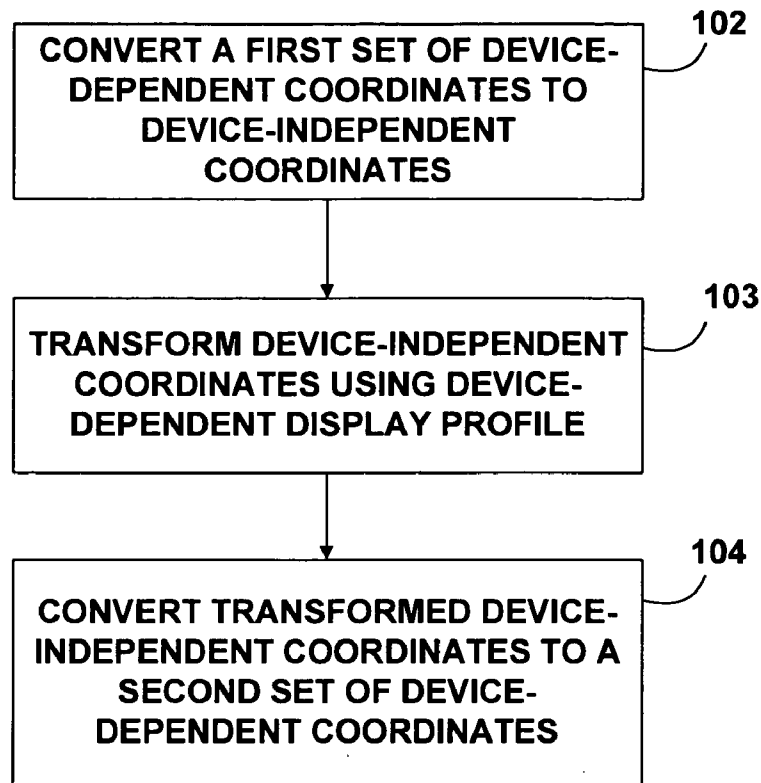 102
CONVERT A FIRST SET OF DEVICE-
DEPENDENT COORDINATES TO
DEVICE-INDEPENDENT
COORDINATES
103
TRANSFORM DEVICE-INDEPENDENT
COORDINATES USING DEVICE-
DEPENDENT DISPLAY PROFILE
104
CONVERT TRANSFORMED DEVICE-
INDEPENDENT COORDINATES TO A
SECOND SET OF DEVICE-
DEPENDENT COORDINATES